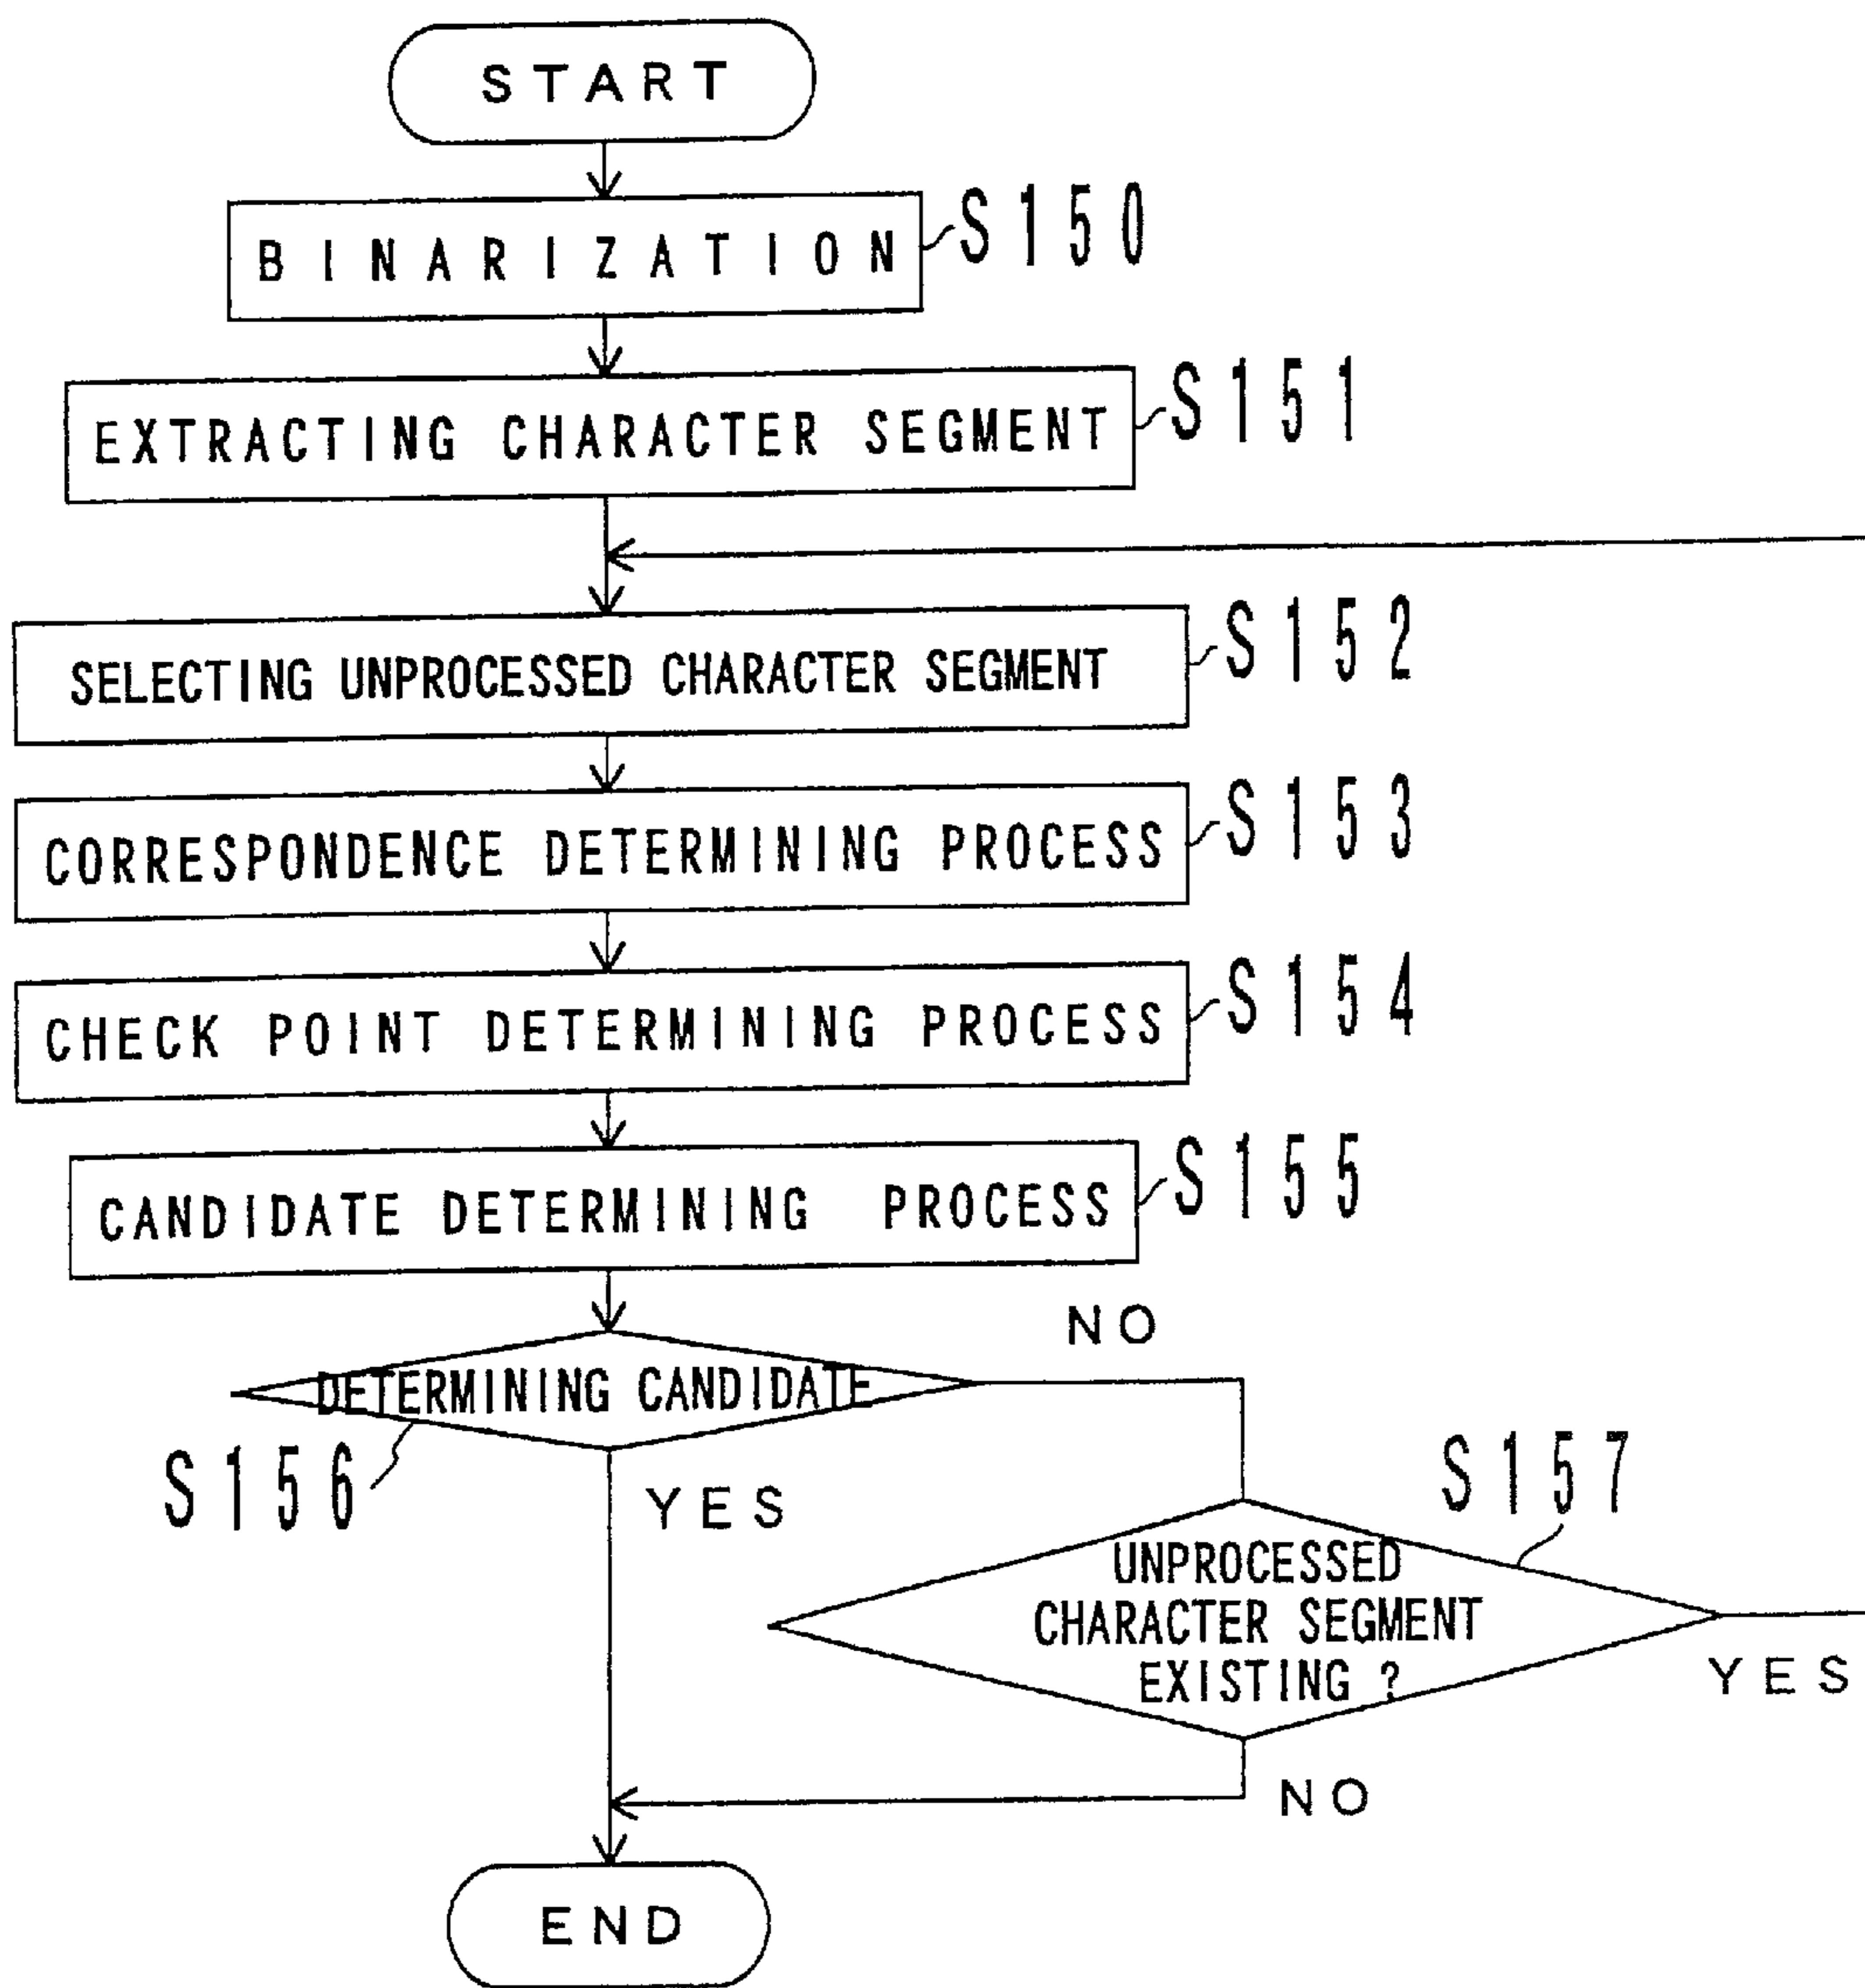 START
BINARIZATION
S150
EXTRACTING CHARACTER SEGMENT
S151
SELECTING UNPROCESSED CHARACTER SEGMENT
S152
CORRESPONDENCE DETERMINING PROCESS
S153
CHECK POINT DETERMINING PROCESS
S154
CANDIDATE DETERMINING PROCESS
S155
NO
DETERMINING CANDIDATE
S156
YES
S157
UNPROCESSED
CHARACTER SEGMENT
EXISTING ?
YES
NO
END